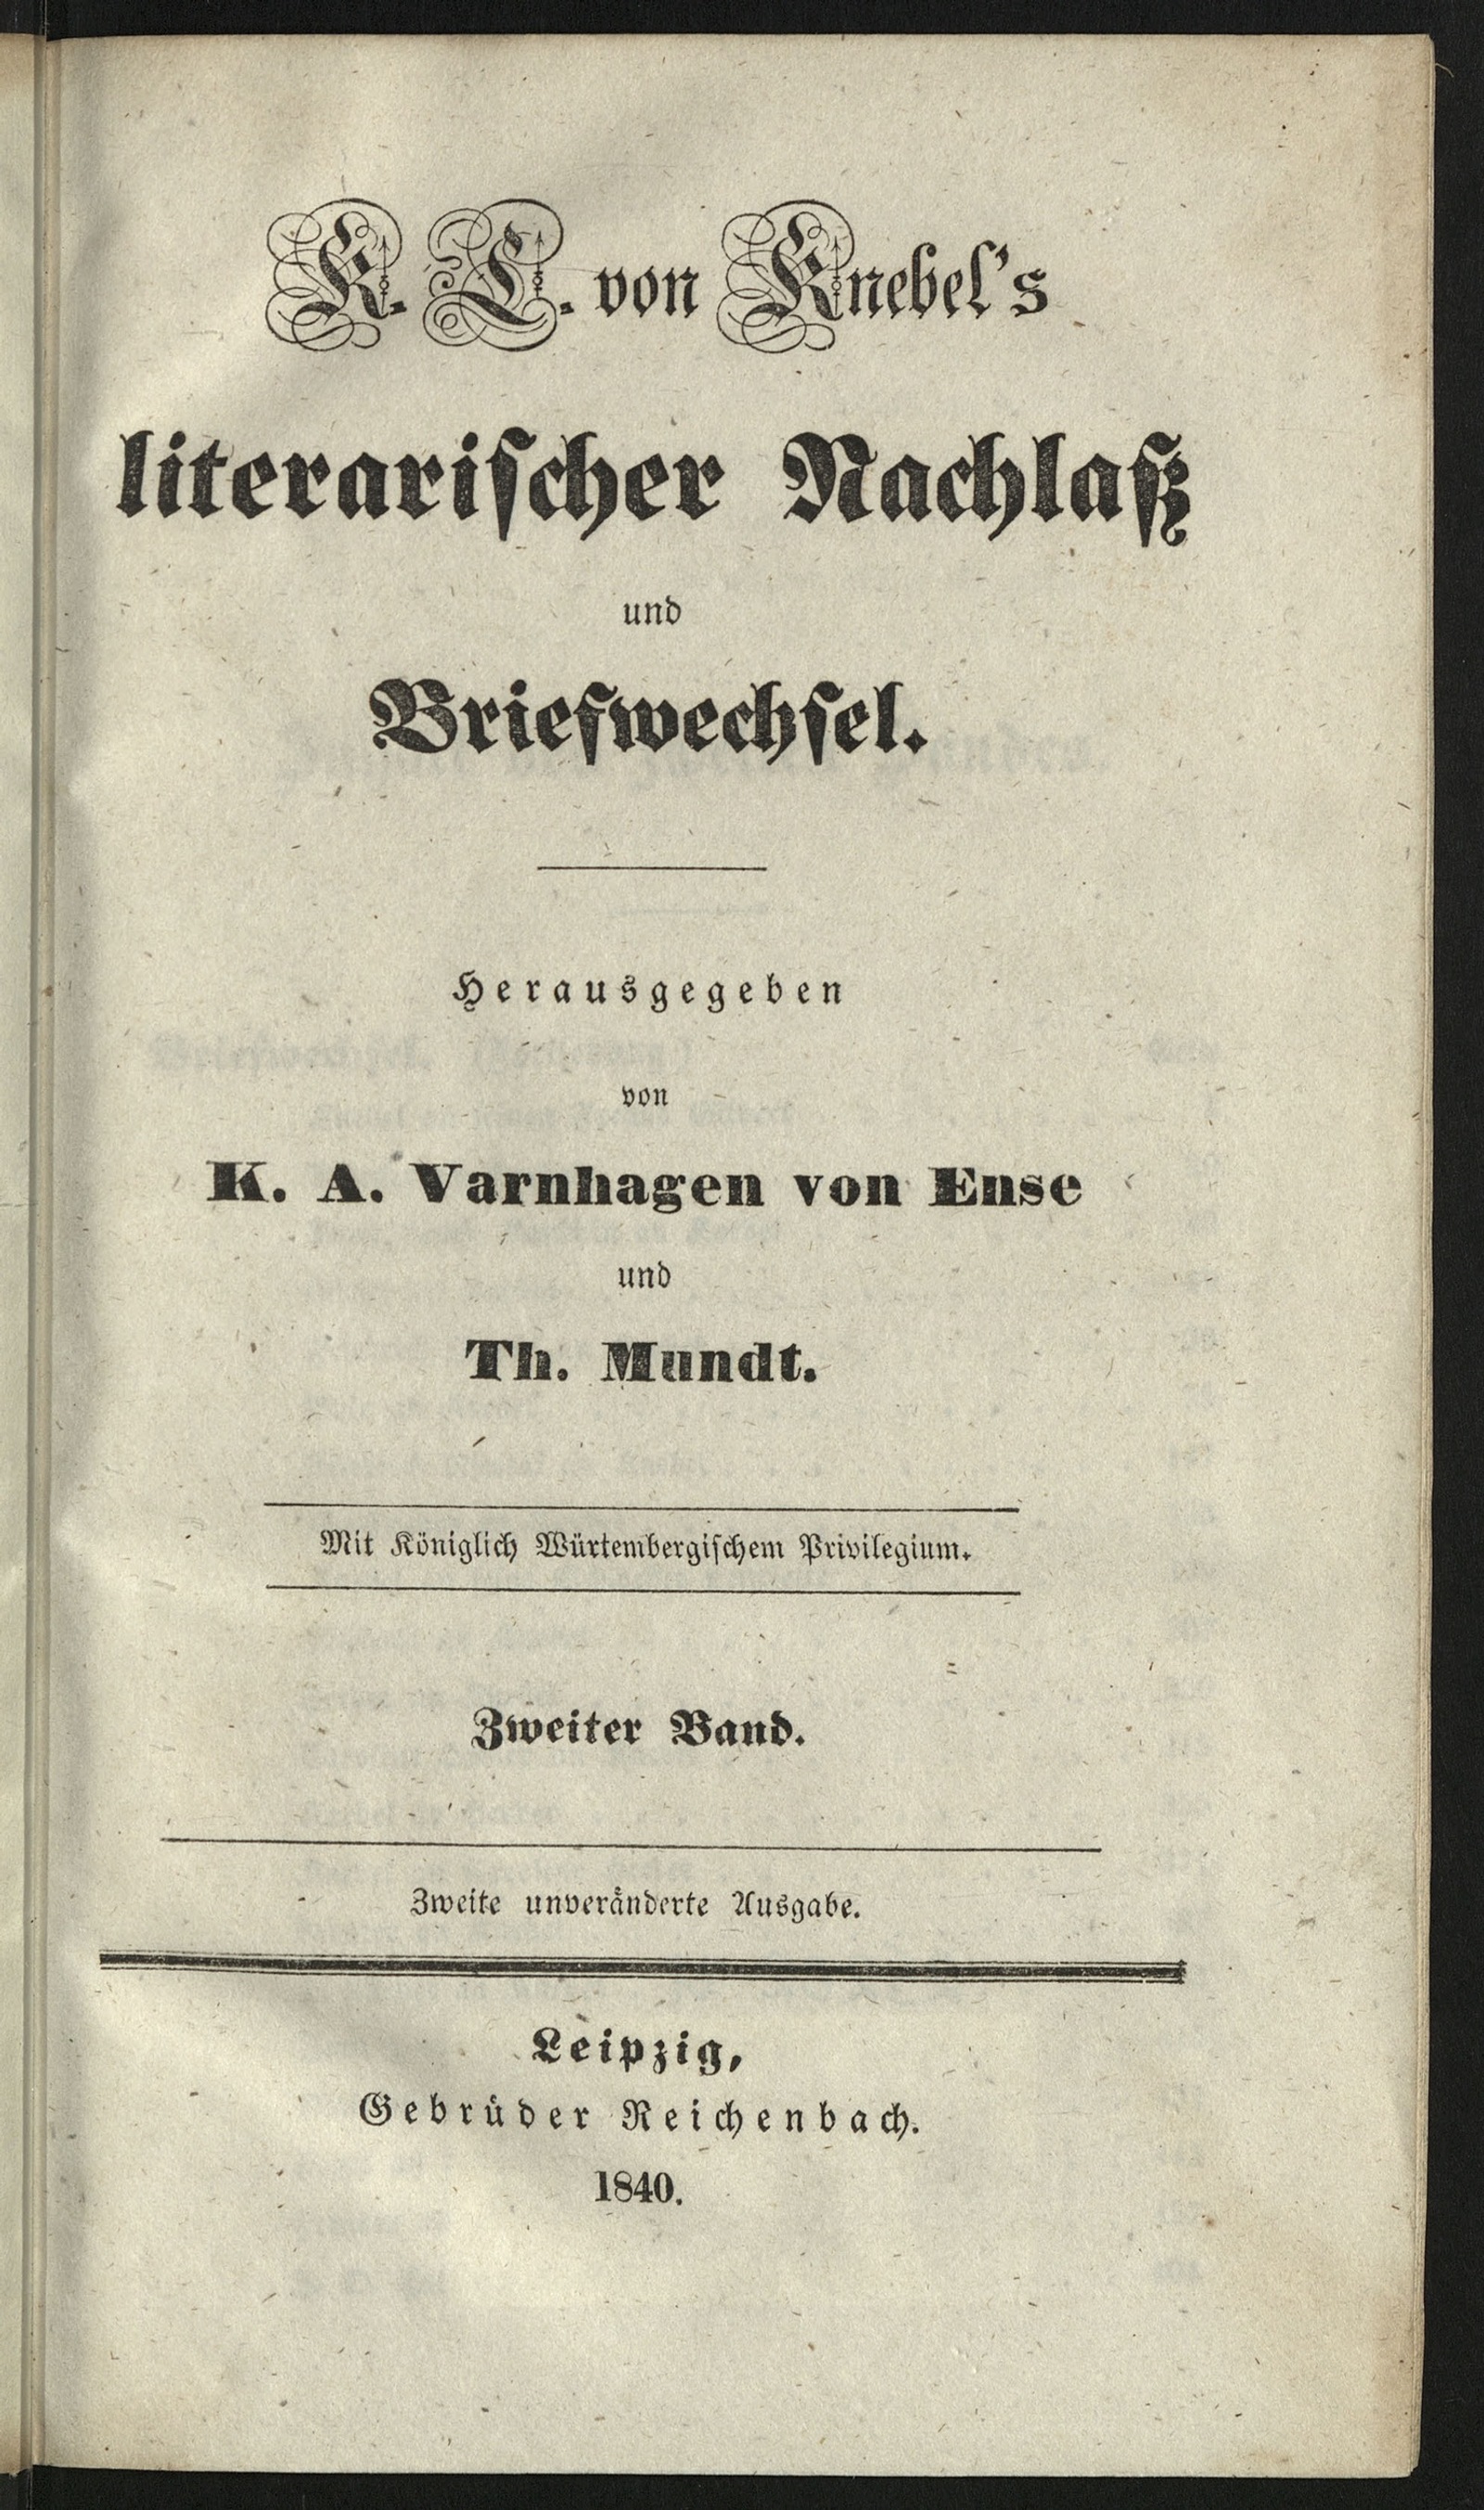 K. L. von Knebel's
literarischer Nachlaß
und
Briefwechsel.
Herausgegeben
von
K. A. Varnhagen von Ense
und
Th. Mundt.
Mit Königlich Würtembergischem Privilegium.
Zweiter Band.
Zweite unveränderte Ausgabe.
Leipzig,
Gebrüder Reichenbach.
1840.